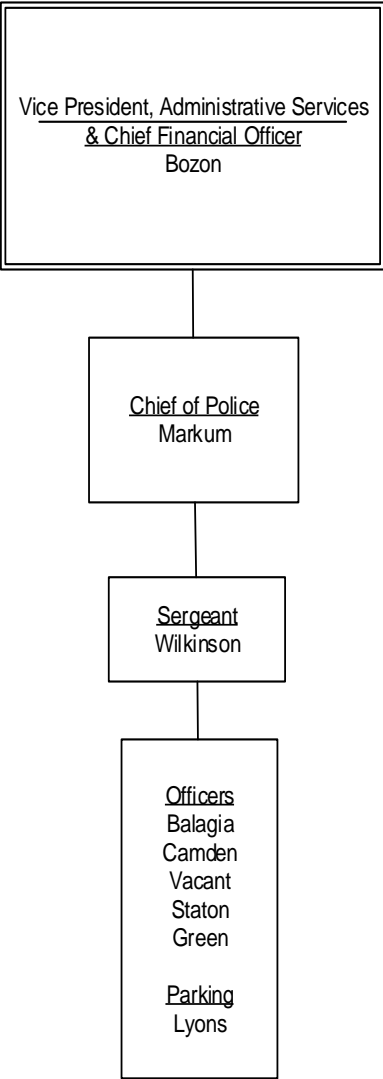 Vice President, Administrative Services
& Chief Financial Officer
Bozon
Chief of Police
Markum
Sergeant
Wilkinson
Officers
Balagia
Camden
Vacant
Staton
Green
Parking
Lyons